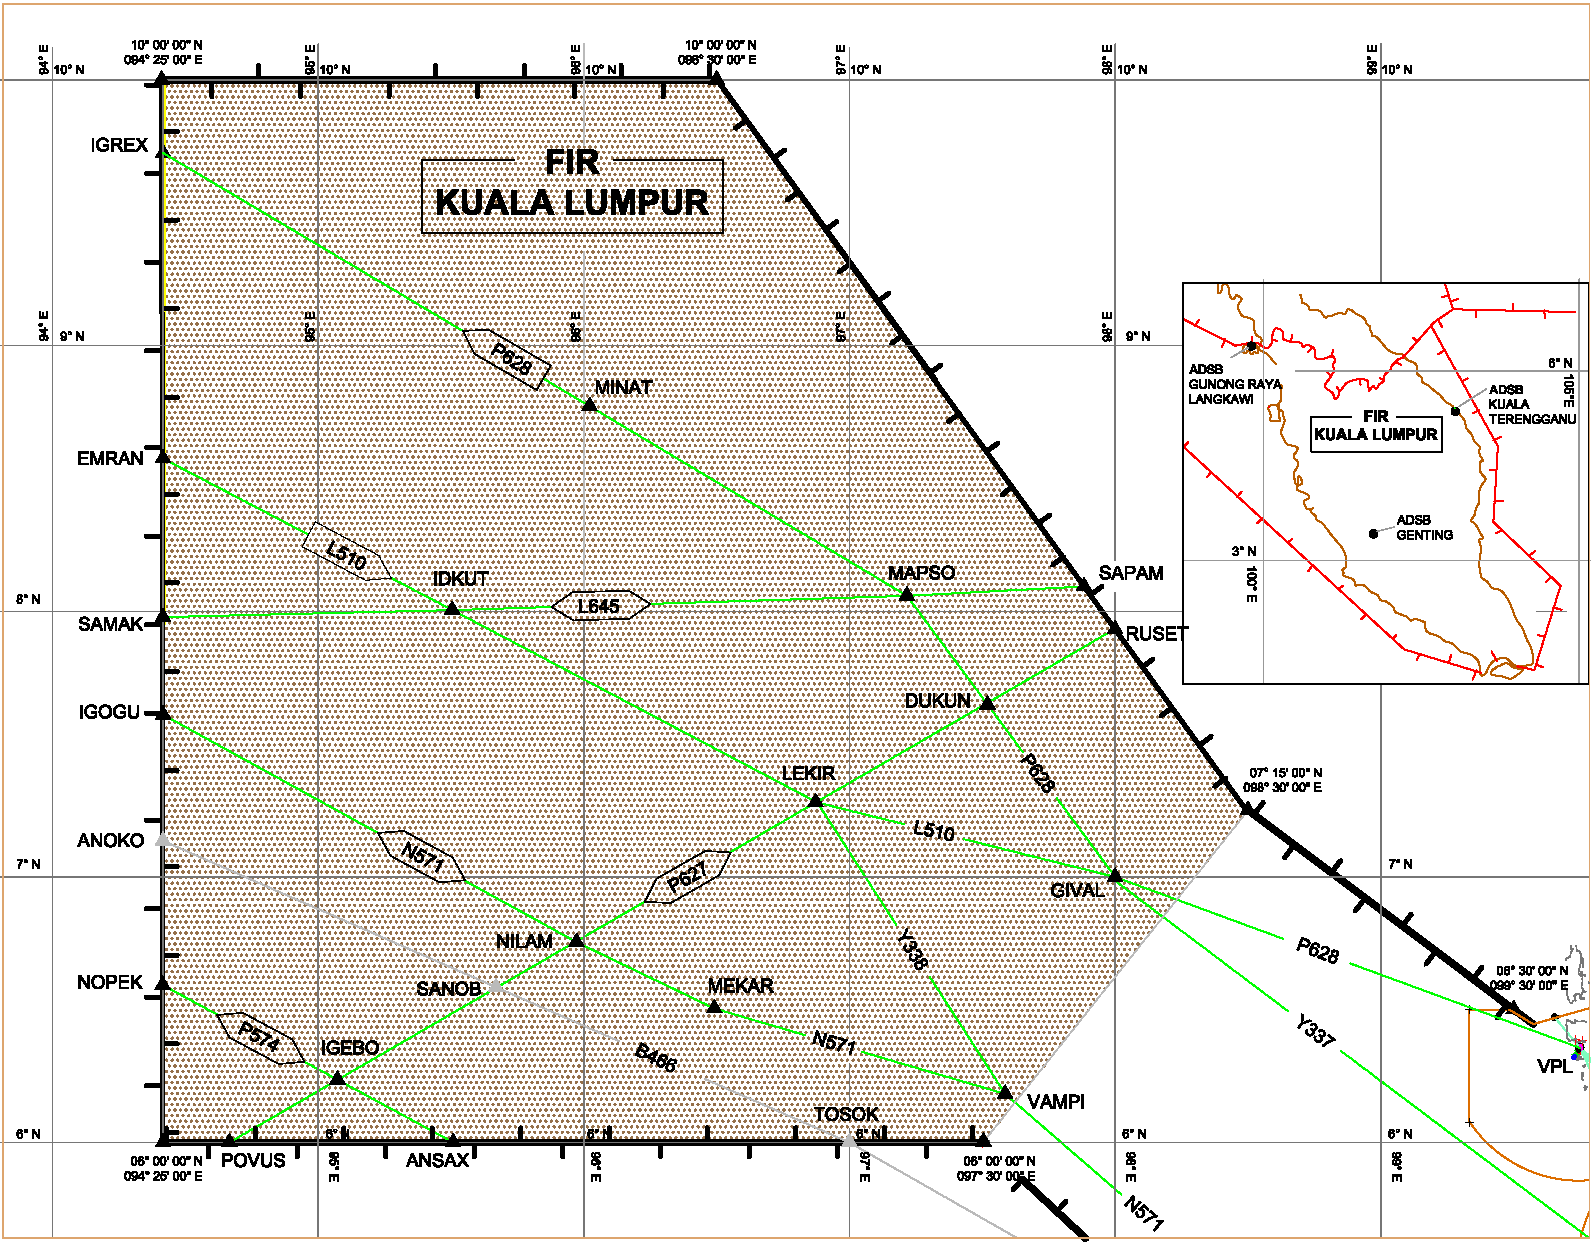 94° E
10° N
10° 00' 00" N
094° 25' 00" E
95° E
96° E
10° N
10° 00' 00" N
096° 30' 00" E
97° E
10° N
98° E
10° N
99° E
10° N
IGREX
FIR
KUALA LUMPUR
94° E
9° N
95° E
96° E
97° E
98° E
9° N
P628
MINAT
EMRAN
L510
IDKUT
MAPSO
SAPAM
8° N
SAMAK
L645
RUSET
IGOGU
DUKUN
LEKIR
P628
07° 15' 00" N
098° 30' 00" E
ANOKO
N571
L510
7° N
P627
GIVAL
7° N
NILAM
Y338
P628
NOPEK
SANOB
MEKAR
06° 30' 00" N
099° 30' 00" E
P574
IGEBO
B466
N571
Y337
VPL
TOSOK
VAMPI
6° N
6° N
6° N
6° N
6° N
6° N
06° 00' 00" N
094° 25' 00" E
POVUS
95° E
ANSAX
96° E
97° E
06° 00' 00" N
097° 30' 00" E
98° E
99° E
N571
ADSB
GUNONG RAYA
LANGKAWI
6° N
105° E
ADSB
KUALA
TERENGGANU
FIR
KUALA LUMPUR
ADSB
GENTING
3° N
100° E